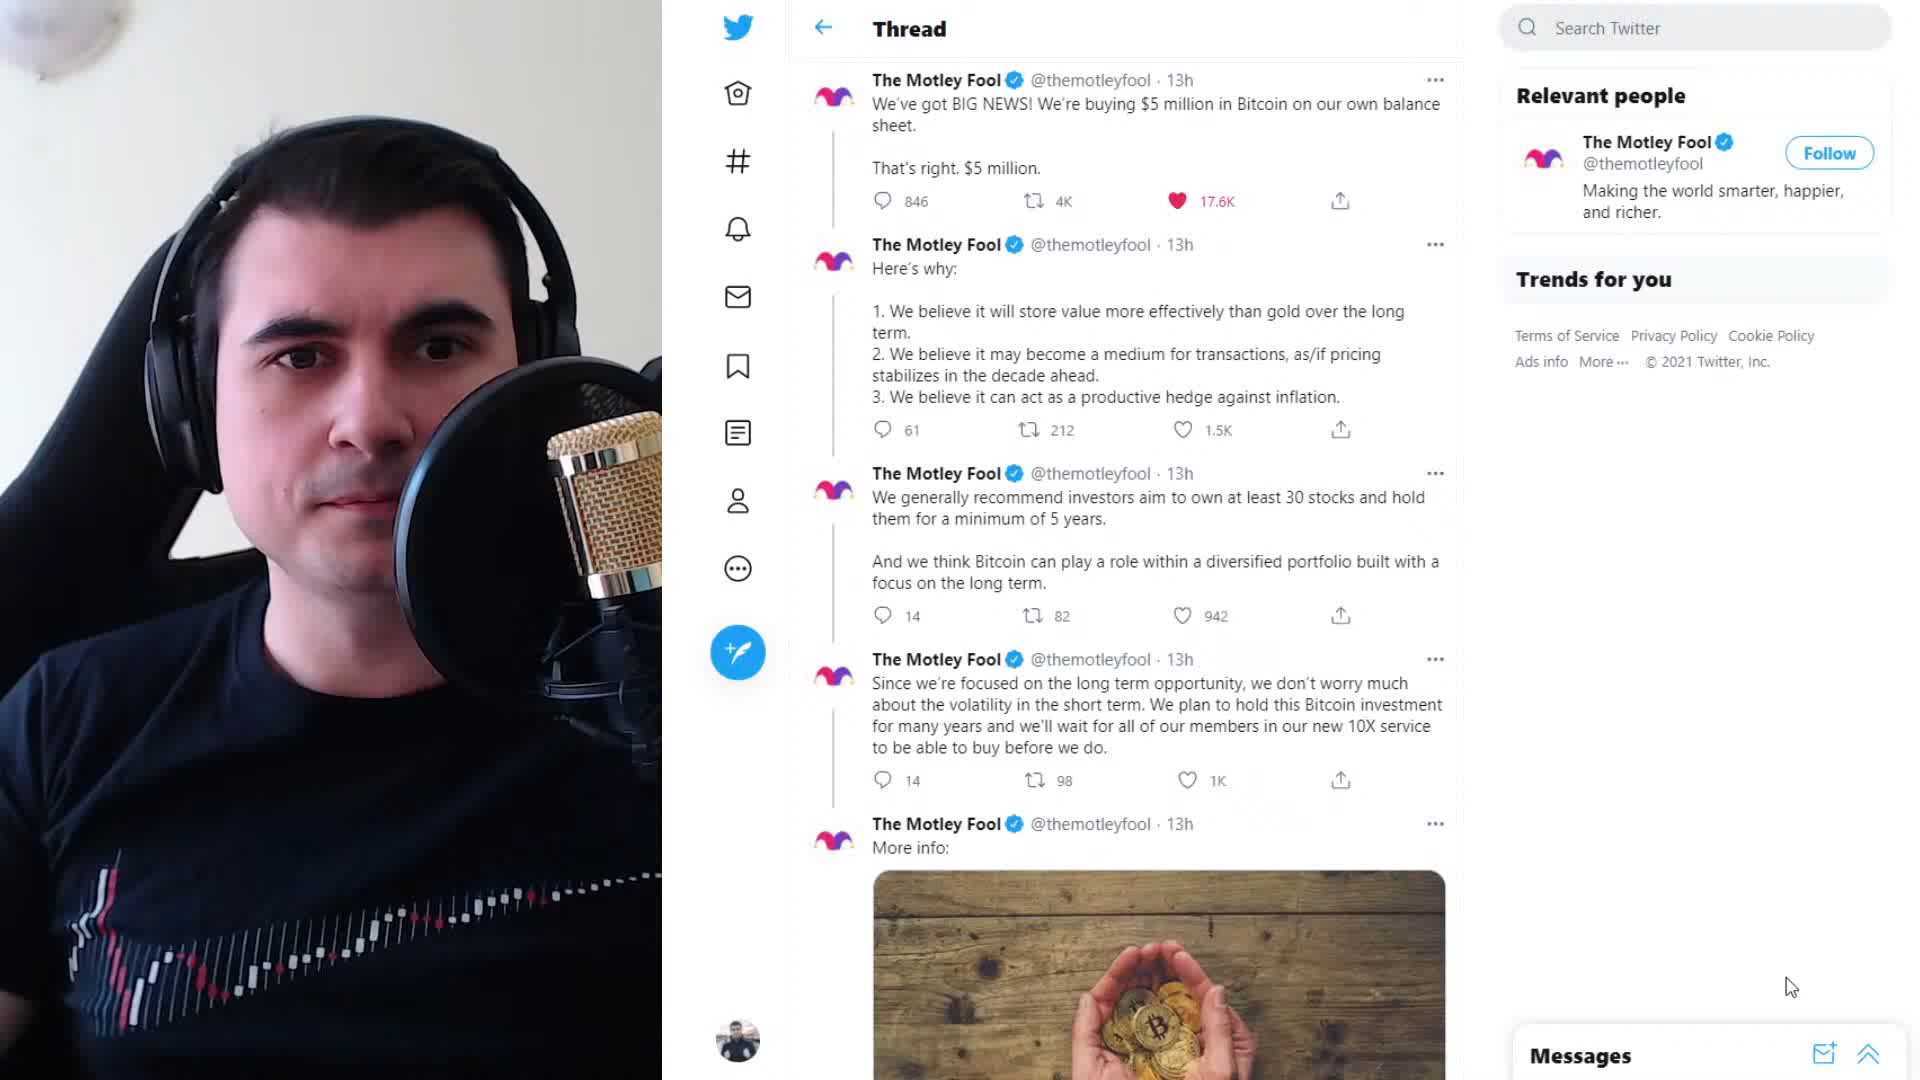 Thread
The Motley Fool @themotleyfool · 13h
We've got BIG NEWS! We're buying $5 million in Bitcoin on our own balance
sheet.
That's right. $5 million.
846 4K 17.6K
The Motley Fool @themotleyfool · 13h
Here's why:
1. We believe it will store value more effectively than gold over the long
term.
2. We believe it may become a medium for transactions, as/if pricing
stabilizes in the decade ahead.
3. We believe it can act as a productive hedge against inflation.
61 212 1.5K
The Motley Fool @themotleyfool · 13h
We generally recommend investors aim to own at least 30 stocks and hold
them for a minimum of 5 years.
And we think Bitcoin can play a role within a diversified portfolio built with a
focus on the long term.
14 82 942
The Motley Fool @themotleyfool · 13h
Since we're focused on the long term opportunity, we don't worry much
about the volatility in the short term. We plan to hold this Bitcoin investment
for many years and we'll wait for all of our members in our new 10X service
to be able to buy before we do.
14 98 1K
The Motley Fool @themotleyfool · 13h
More info:
Search Twitter
Relevant people
The Motley Fool
@themotleyfool
Follow
Making the world smarter, happier,
and richer.
Trends for you
Terms of Service Privacy Policy Cookie Policy
Ads info More ··· © 2021 Twitter, Inc.
Messages